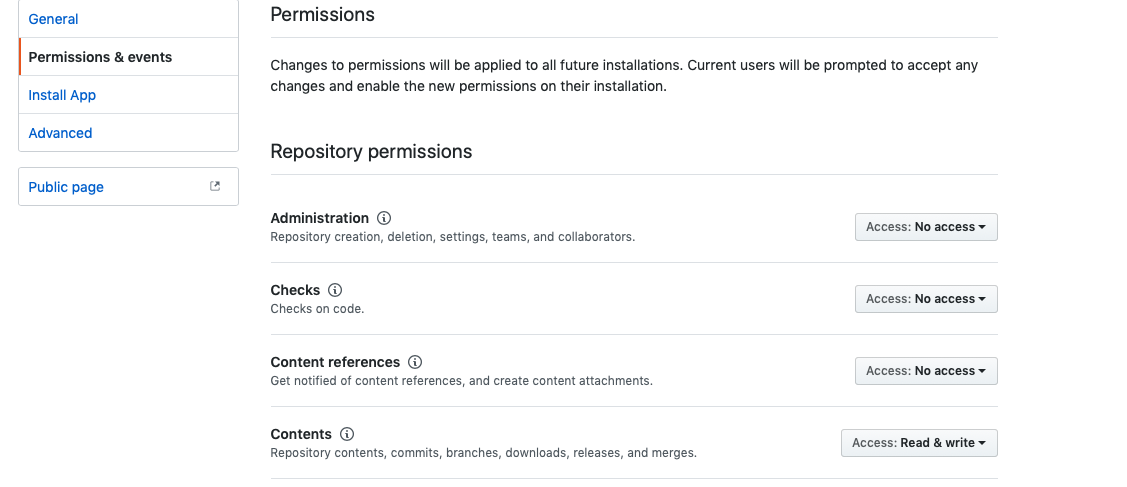 General
Permissions & events
Install App
Advanced
Public page
Permissions
Changes to permissions will be applied to all future installations. Current users will be prompted to accept any
changes and enable the new permissions on their installation.
Repository permissions
Administration
Repository creation, deletion, settings, teams, and collaborators.
Access: No access
Checks
Checks on code.
Access: No access
Content references
Get notified of content references, and create content attachments.
Access: No access
Contents
Repository contents, commits, branches, downloads, releases, and merges.
Access: Read & write